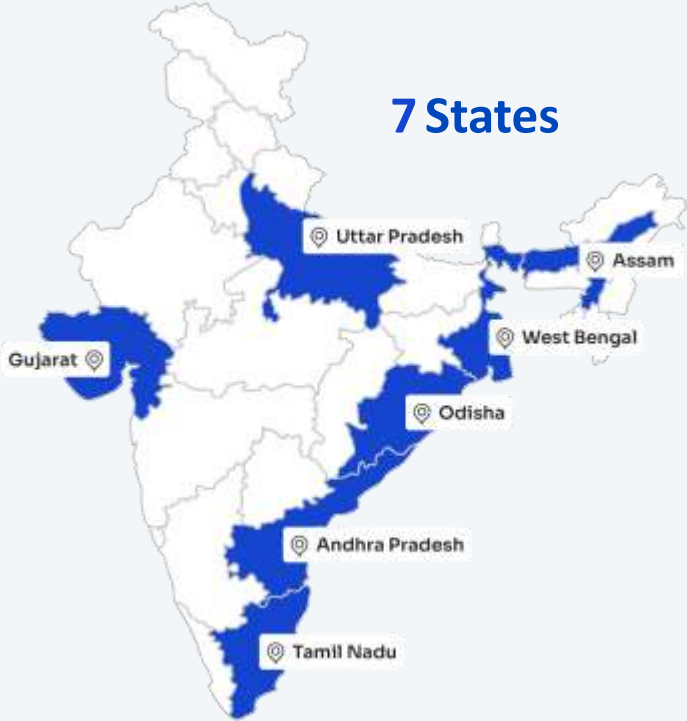 7 States
Uttar Pradesh
Assam
West Bengal
Gujarat
Odisha
Andhra Pradesh
Tamil Nadu